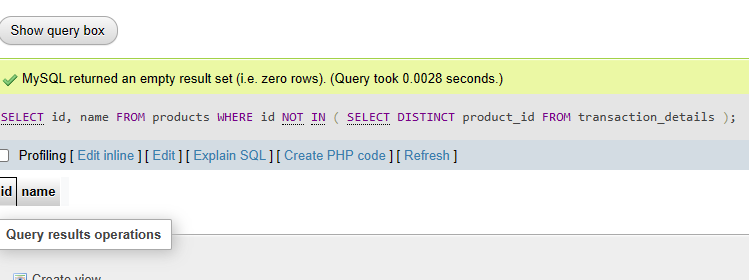 Show query box
MySQL returned an empty result set (i.e. zero rows). (Query took 0.0028 seconds.)
SELECT id, name FROM products WHERE id NOT IN ( SELECT DISTINCT product_id FROM transaction_details );
Profiling [ Edit inline ] [ Edit ] [ Explain SQL ] [ Create PHP code ] [ Refresh ]
id name
Query results operations
Create view